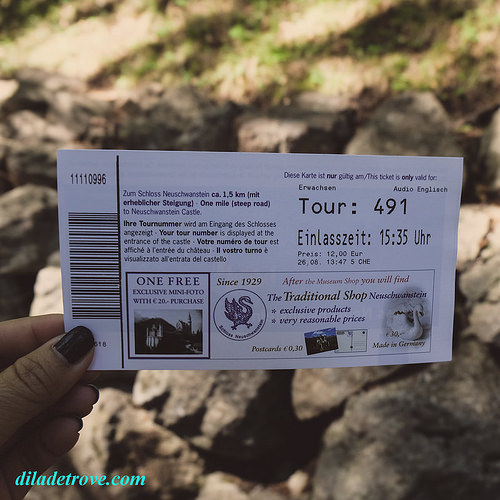 11110996
Diese Karte ist nur gültig am/This ticket is only valid for:
Erwachsen Audio Englisch
Tour: 491
Einlasszeit: 15:35 Uhr
Preis: 12,00 Eur
26.08. 13:47 5 CHE
Zum Schloss Neuschwanstein ca. 1,5 km (mit
erheblicher Steigung) · One mile (steep road)
to Neuschwanstein Castle.
Ihre Tournummer wird am Eingang des Schlosses
angezeigt · Your tour number is displayed at the
entrance of the castle · Votre numéro de tour est
affiché à l'entrée du château · Il vostro turno è
visualizzato all'entrata del castello
ONE FREE
EXCLUSIVE MINI-FOTO
WITH € 20,- PURCHASE
Since 1929
After the Museum Shop you will find
The Traditional Shop Neuschwanstein
» exclusive products
» very reasonable prices
Postcards € 0,30
Made in Germany
diladetrove.com